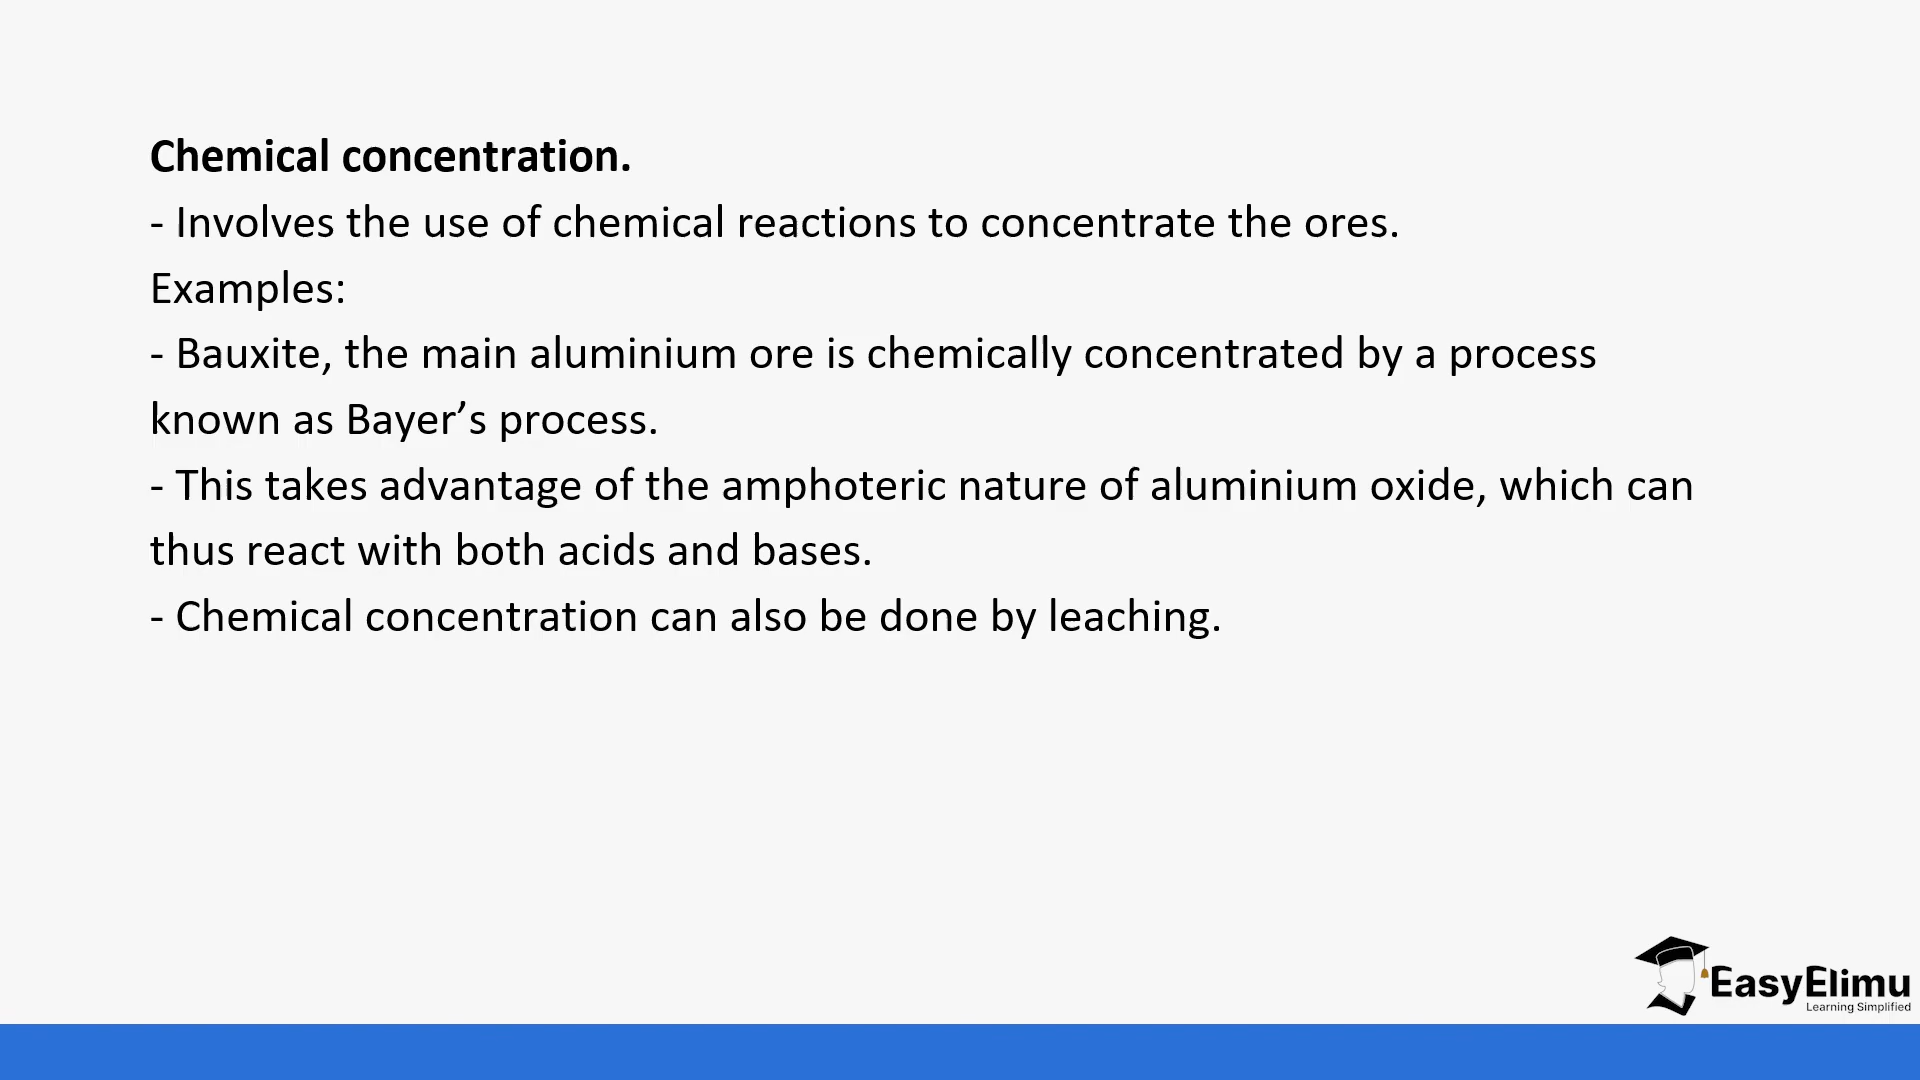 Chemical concentration.
- Involves the use of chemical reactions to concentrate the ores.
Examples:
- Bauxite, the main aluminium ore is chemically concentrated by a process
known as Bayer’s process.
- This takes advantage of the amphoteric nature of aluminium oxide, which can
thus react with both acids and bases.
- Chemical concentration can also be done by leaching.
EasyElimu
Learning Simplified